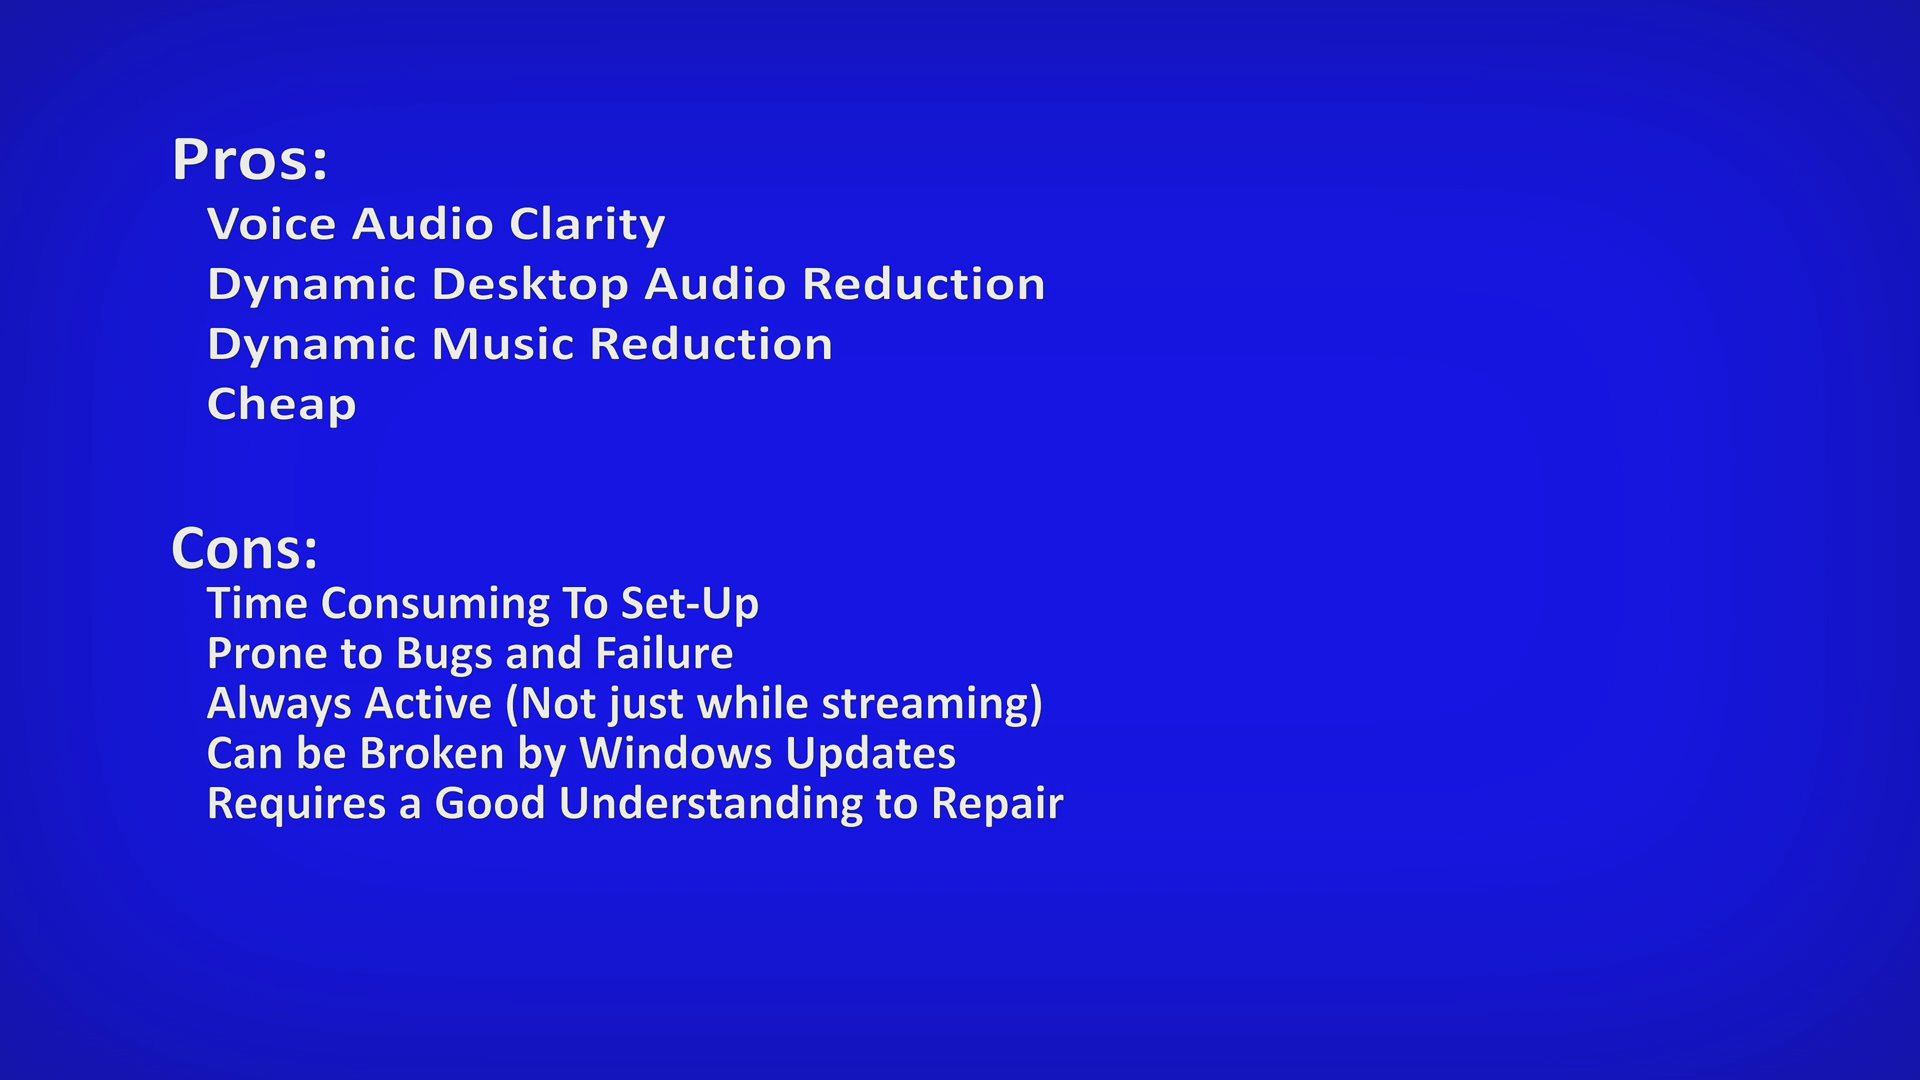 Pros:
Voice Audio Clarity
Dynamic Desktop Audio Reduction
Dynamic Music Reduction
Cheap
Cons:
Time Consuming To Set-Up
Prone to Bugs and Failure
Always Active (Not just while streaming)
Can be Broken by Windows Updates
Requires a Good Understanding to Repair